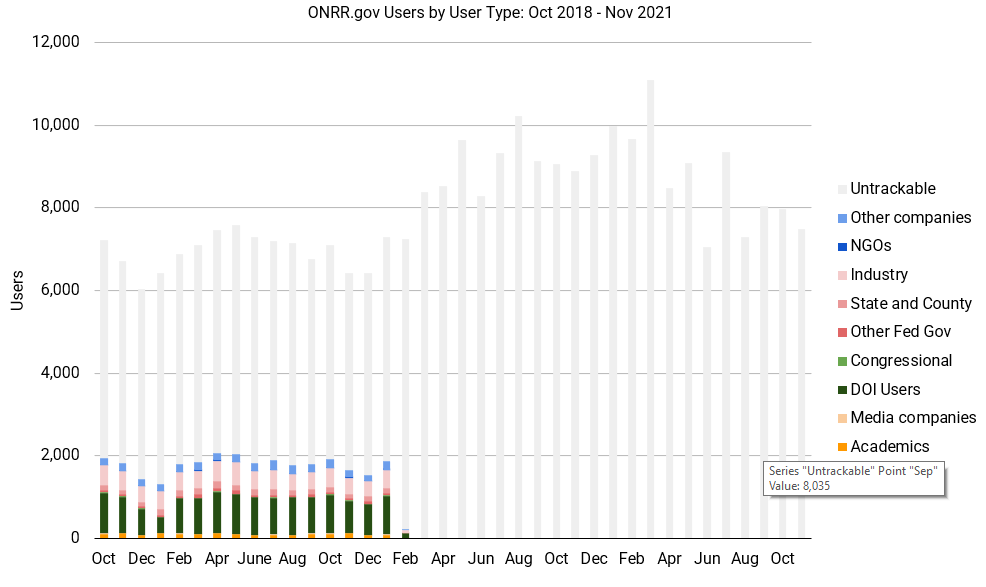 ONRR.gov Users by User Type: Oct 2018 - Nov 2021
12,000
10,000
8,000
6,000
4,000
2,000
0
Users
Oct Dec Feb Apr June Aug Oct Dec Feb Apr Jun Aug Oct Dec Feb Apr Jun Aug Oct
Untrackable
Other companies
NGOs
Industry
State and County
Other Fed Gov
Congressional
DOI Users
Media companies
Academics
Series "Untrackable" Point "Sep"
Value: 8,035